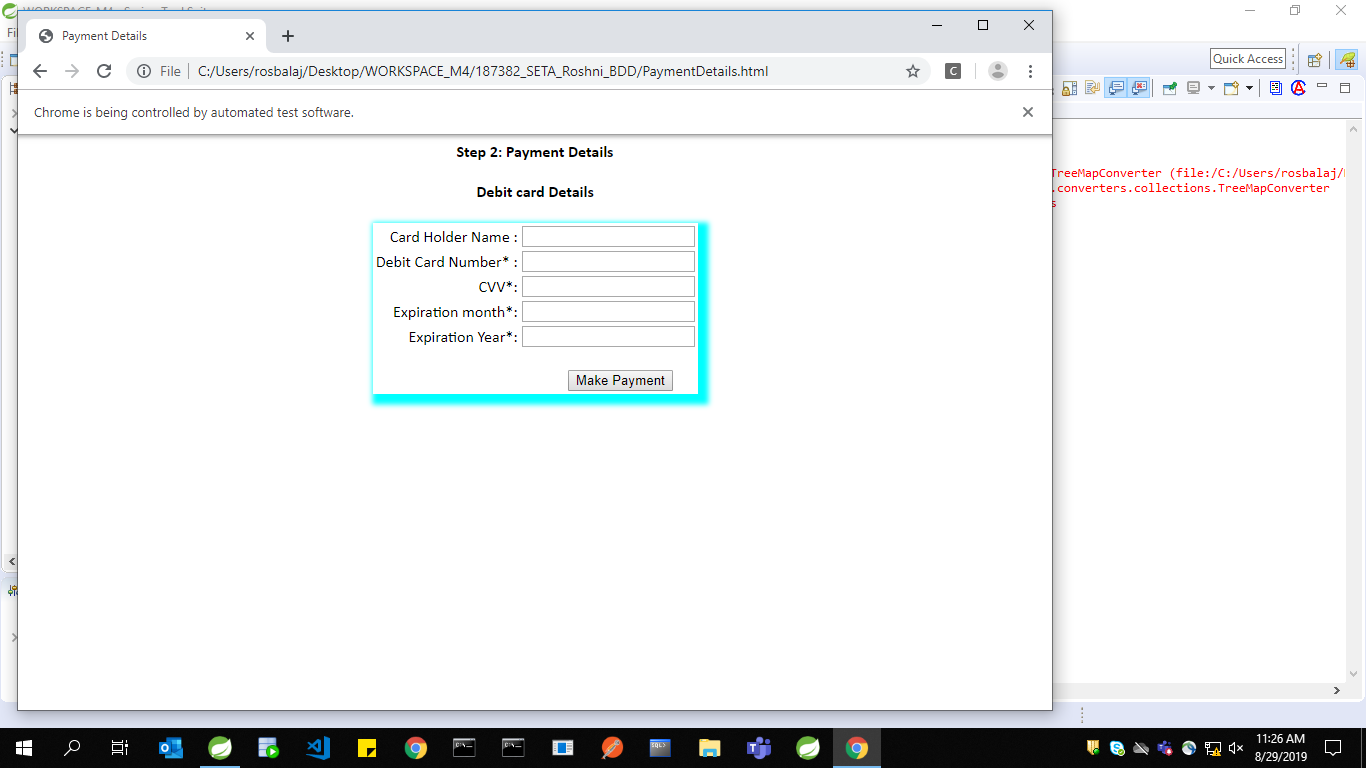 Payment Details
File
C:/Users/rosbalaj/Desktop/WORKSPACE_M4/187382_SETA_Roshni_BDD/PaymentDetails.html
C
Quick Access
Chrome is being controlled by automated test software.
Step 2: Payment Details
Debit card Details
Card Holder Name :
Debit Card Number* :
CVV*:
Expiration month*:
Expiration Year*:
Make Payment
TreeMapConverter (file:/C:/Users/rosbalaj/
.converters.collections.TreeMapConverter
s
11:26 AM
8/29/2019